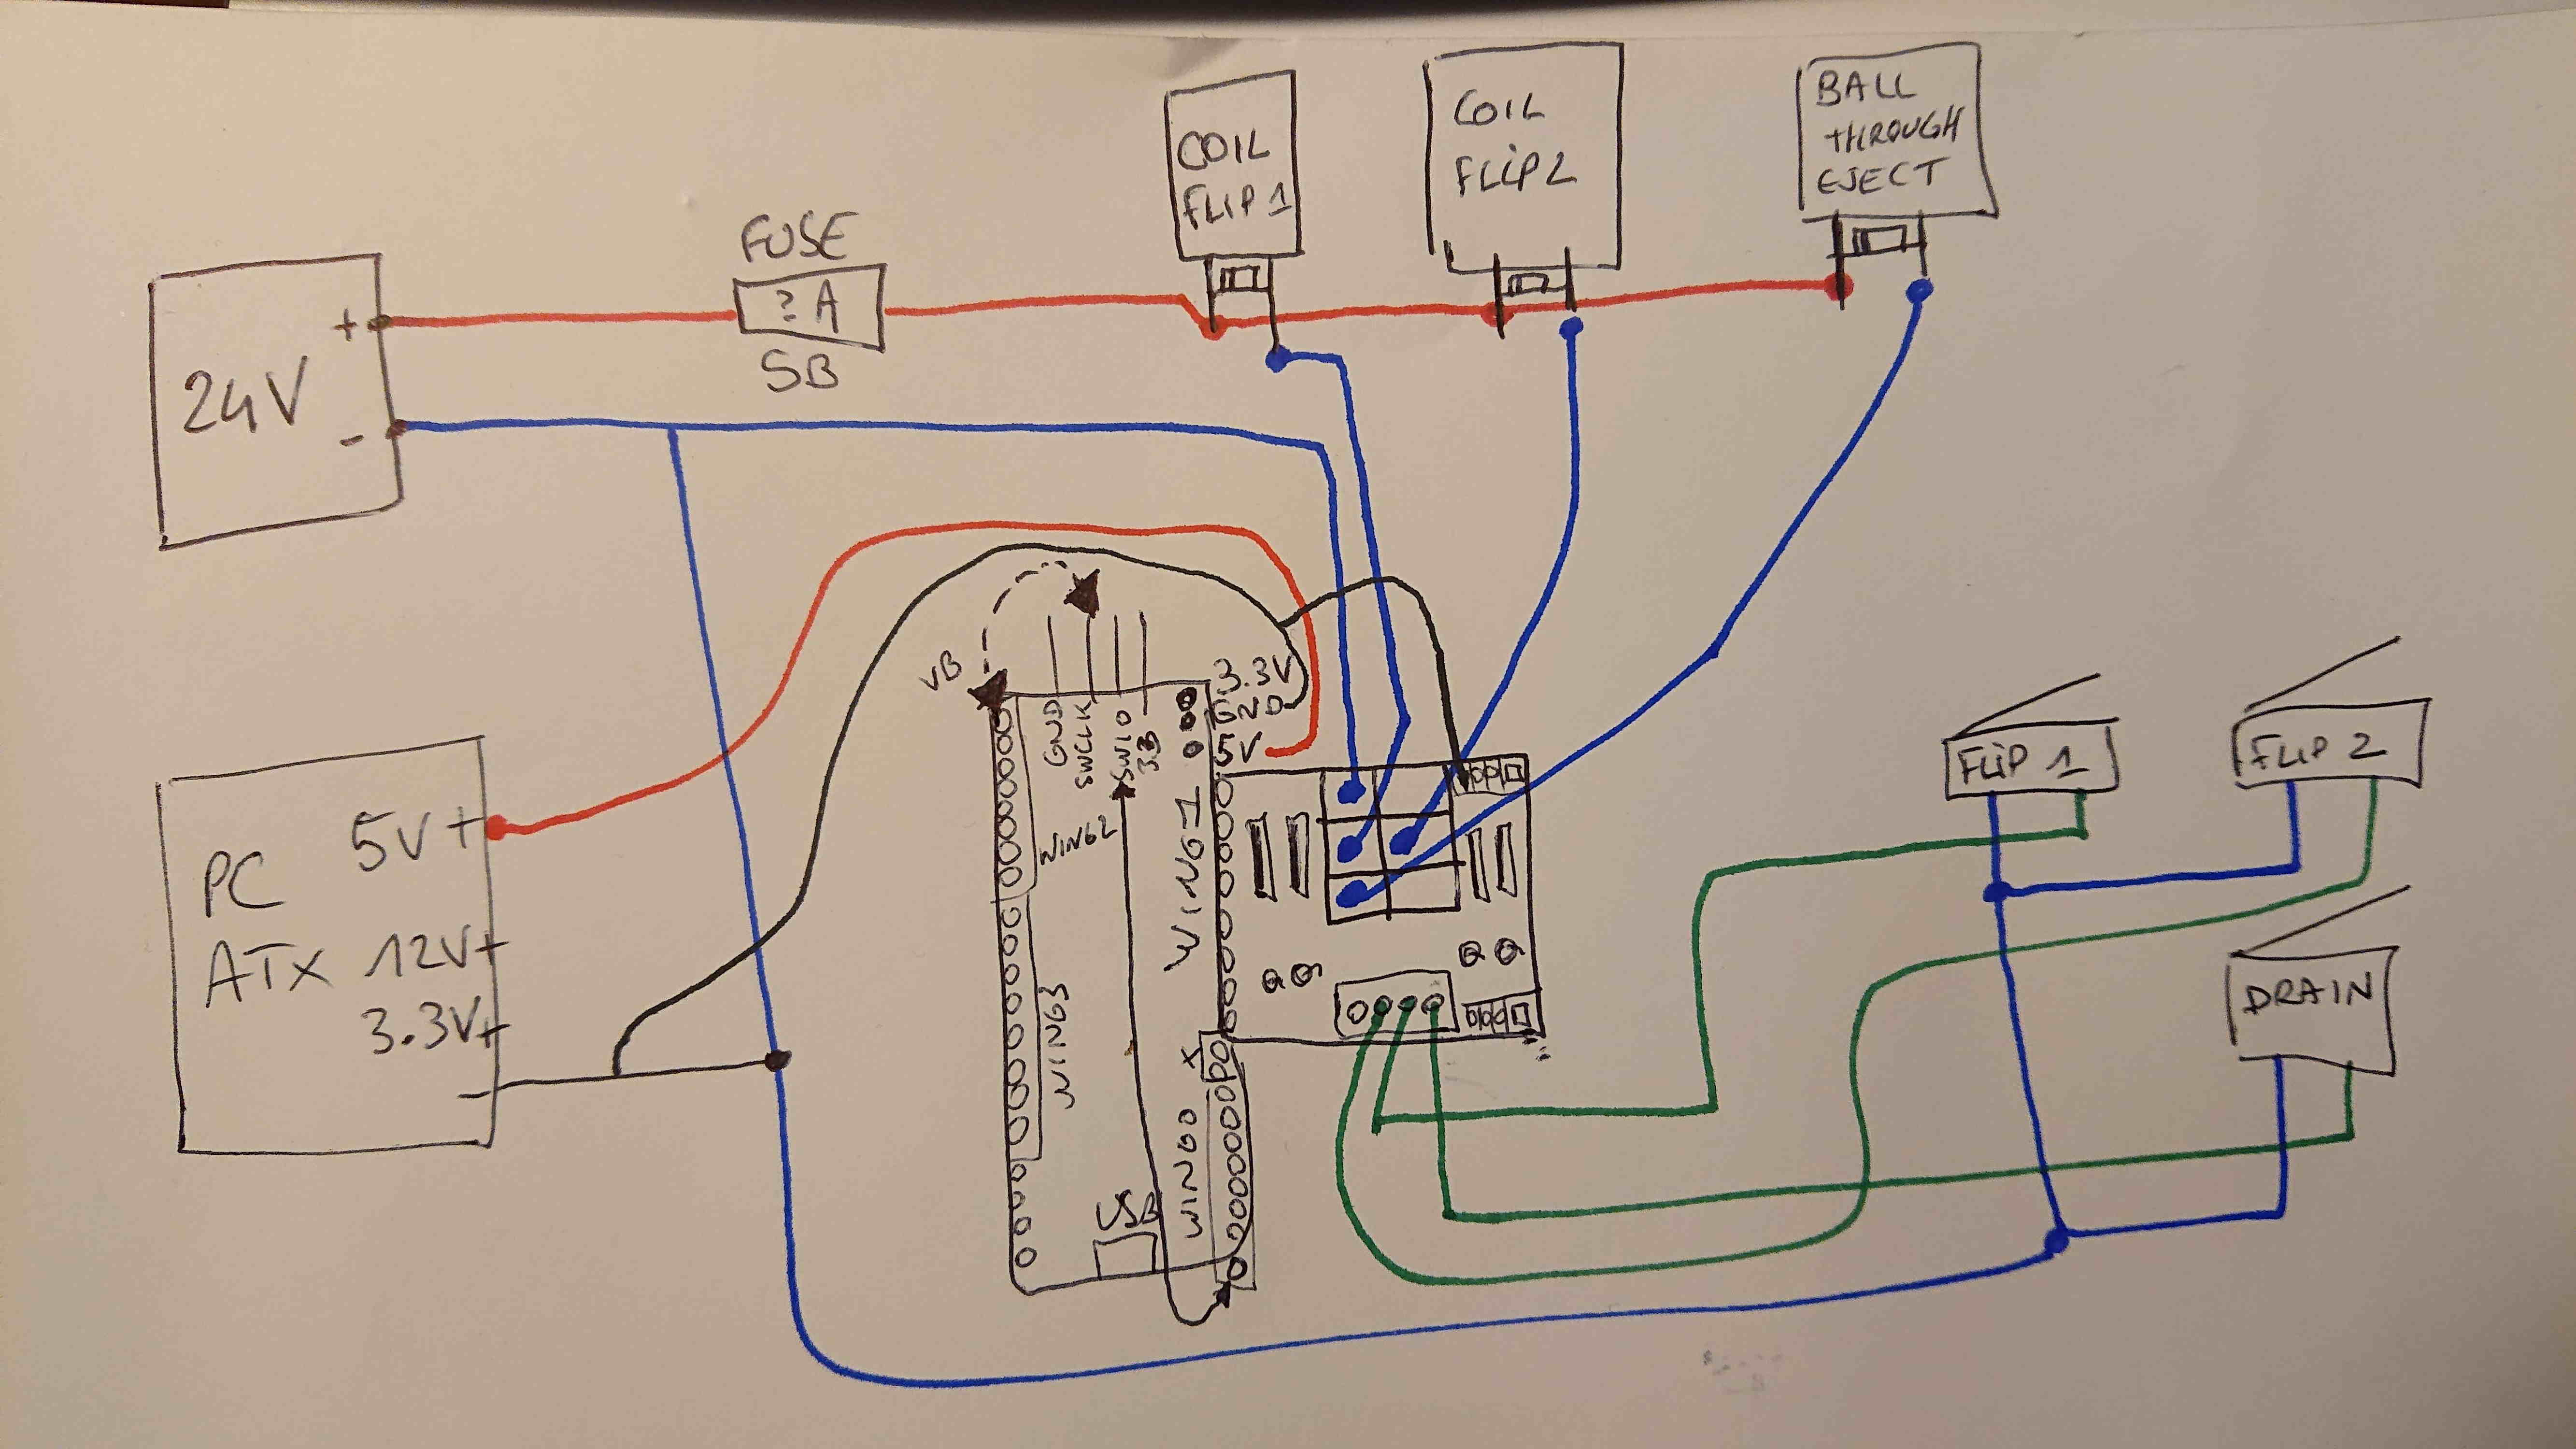 COIL
FLIP 1
COIL
FLIP 2
BALL
THROUGH
EJECT
FUSE
? A
SB
+
24V
-
VB
GND
SWCLK
SWIO
3.3
3.3V
GND
5V
WING2
WING1
WING3
WING0
X
USB
PC
ATX
5V +
12V+
3.3V+
-
FLIP 1
FLIP 2
DRAIN